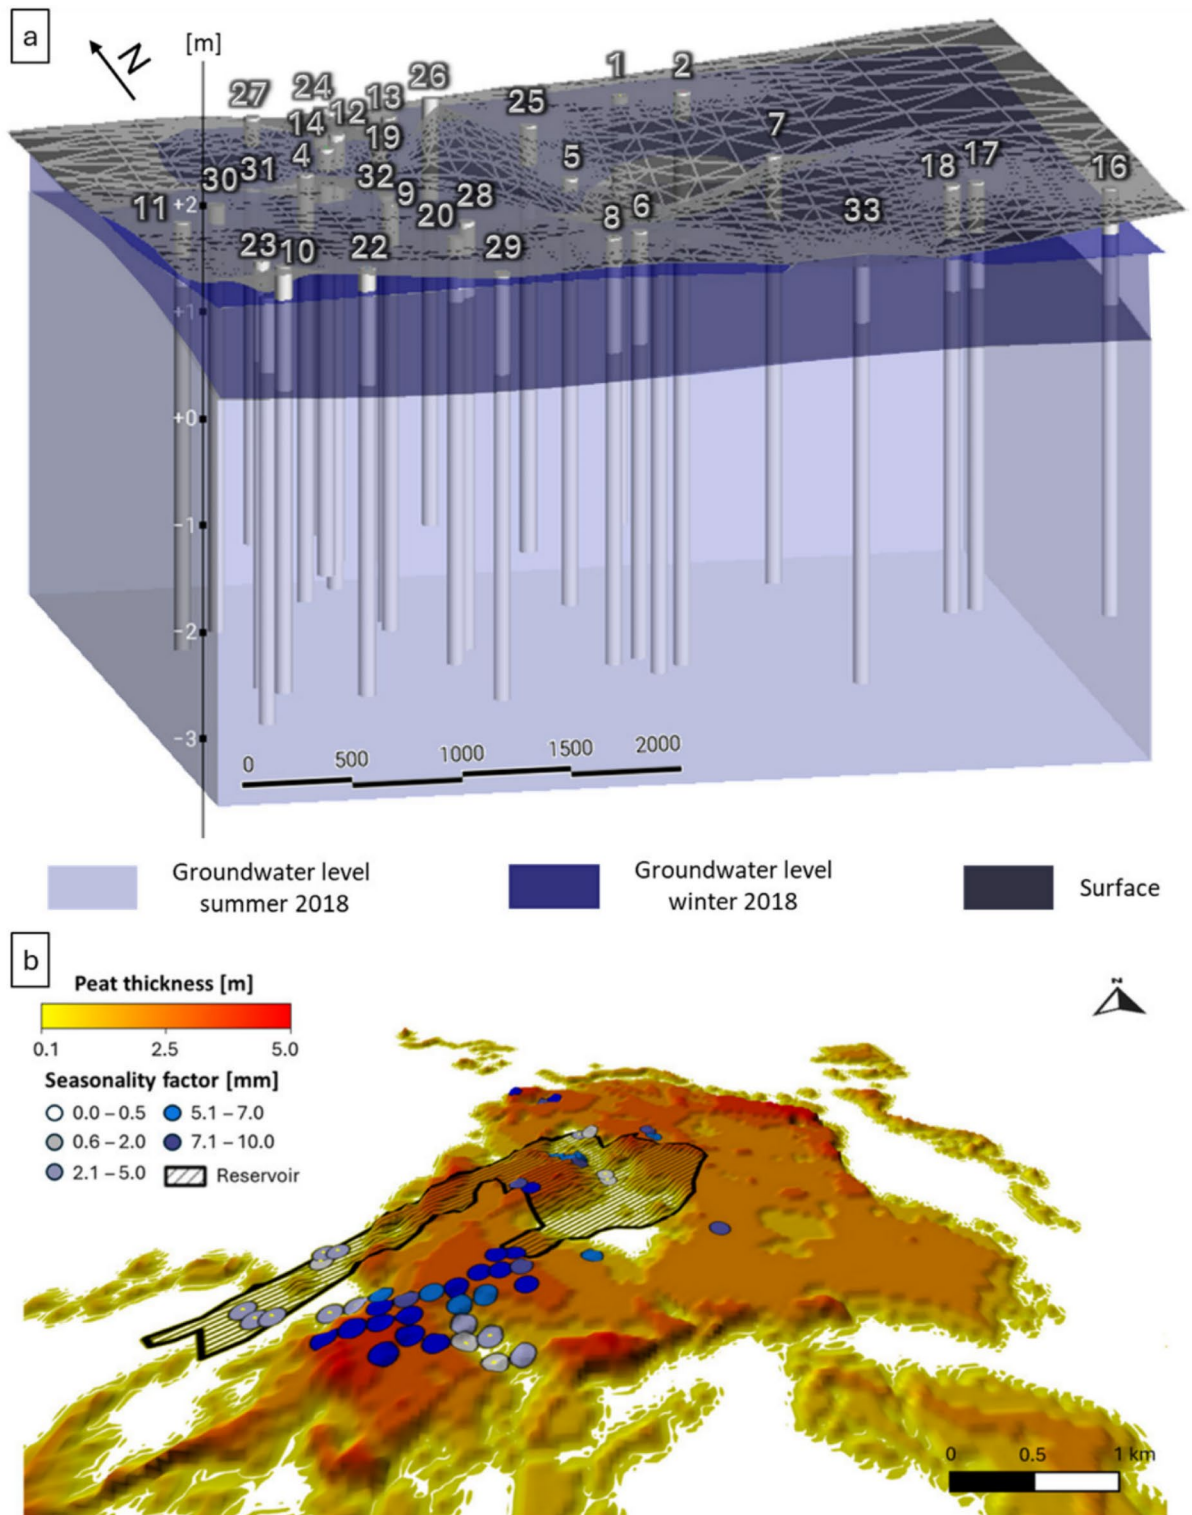 a
N
[m]
26
24
27
13
1
2
12
25
14
19
7
4
5
31
32
18
17
30
9
28
16
11
20
8
6
33
+2
23
10
22
29
+1
+0
-1
-2
-3
0 500 1000 1500 2000
Groundwater level
summer 2018
Groundwater level
winter 2018
Surface
b
Peat thickness [m]
0.1 2.5 5.0
N
Seasonality factor [mm]
0.0 – 0.5 5.1 – 7.0
0.6 – 2.0 7.1 – 10.0
2.1 – 5.0 Reservoir
0 0.5 1 km